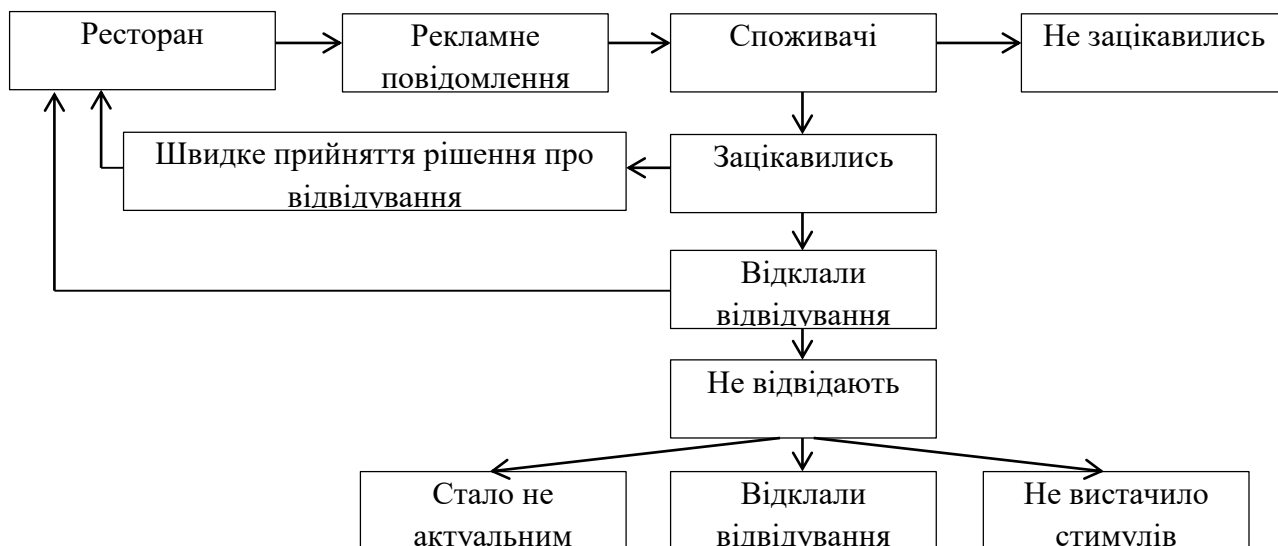 Ресторан
Рекламне
повідомлення
Споживачі
Не зацікавились
Швидке прийняття рішення про
відвідування
Зацікавились
Відклали
відвідування
Не відвідають
Стало не
актуальним
Відклали
відвідування
Не вистачило
стимулів